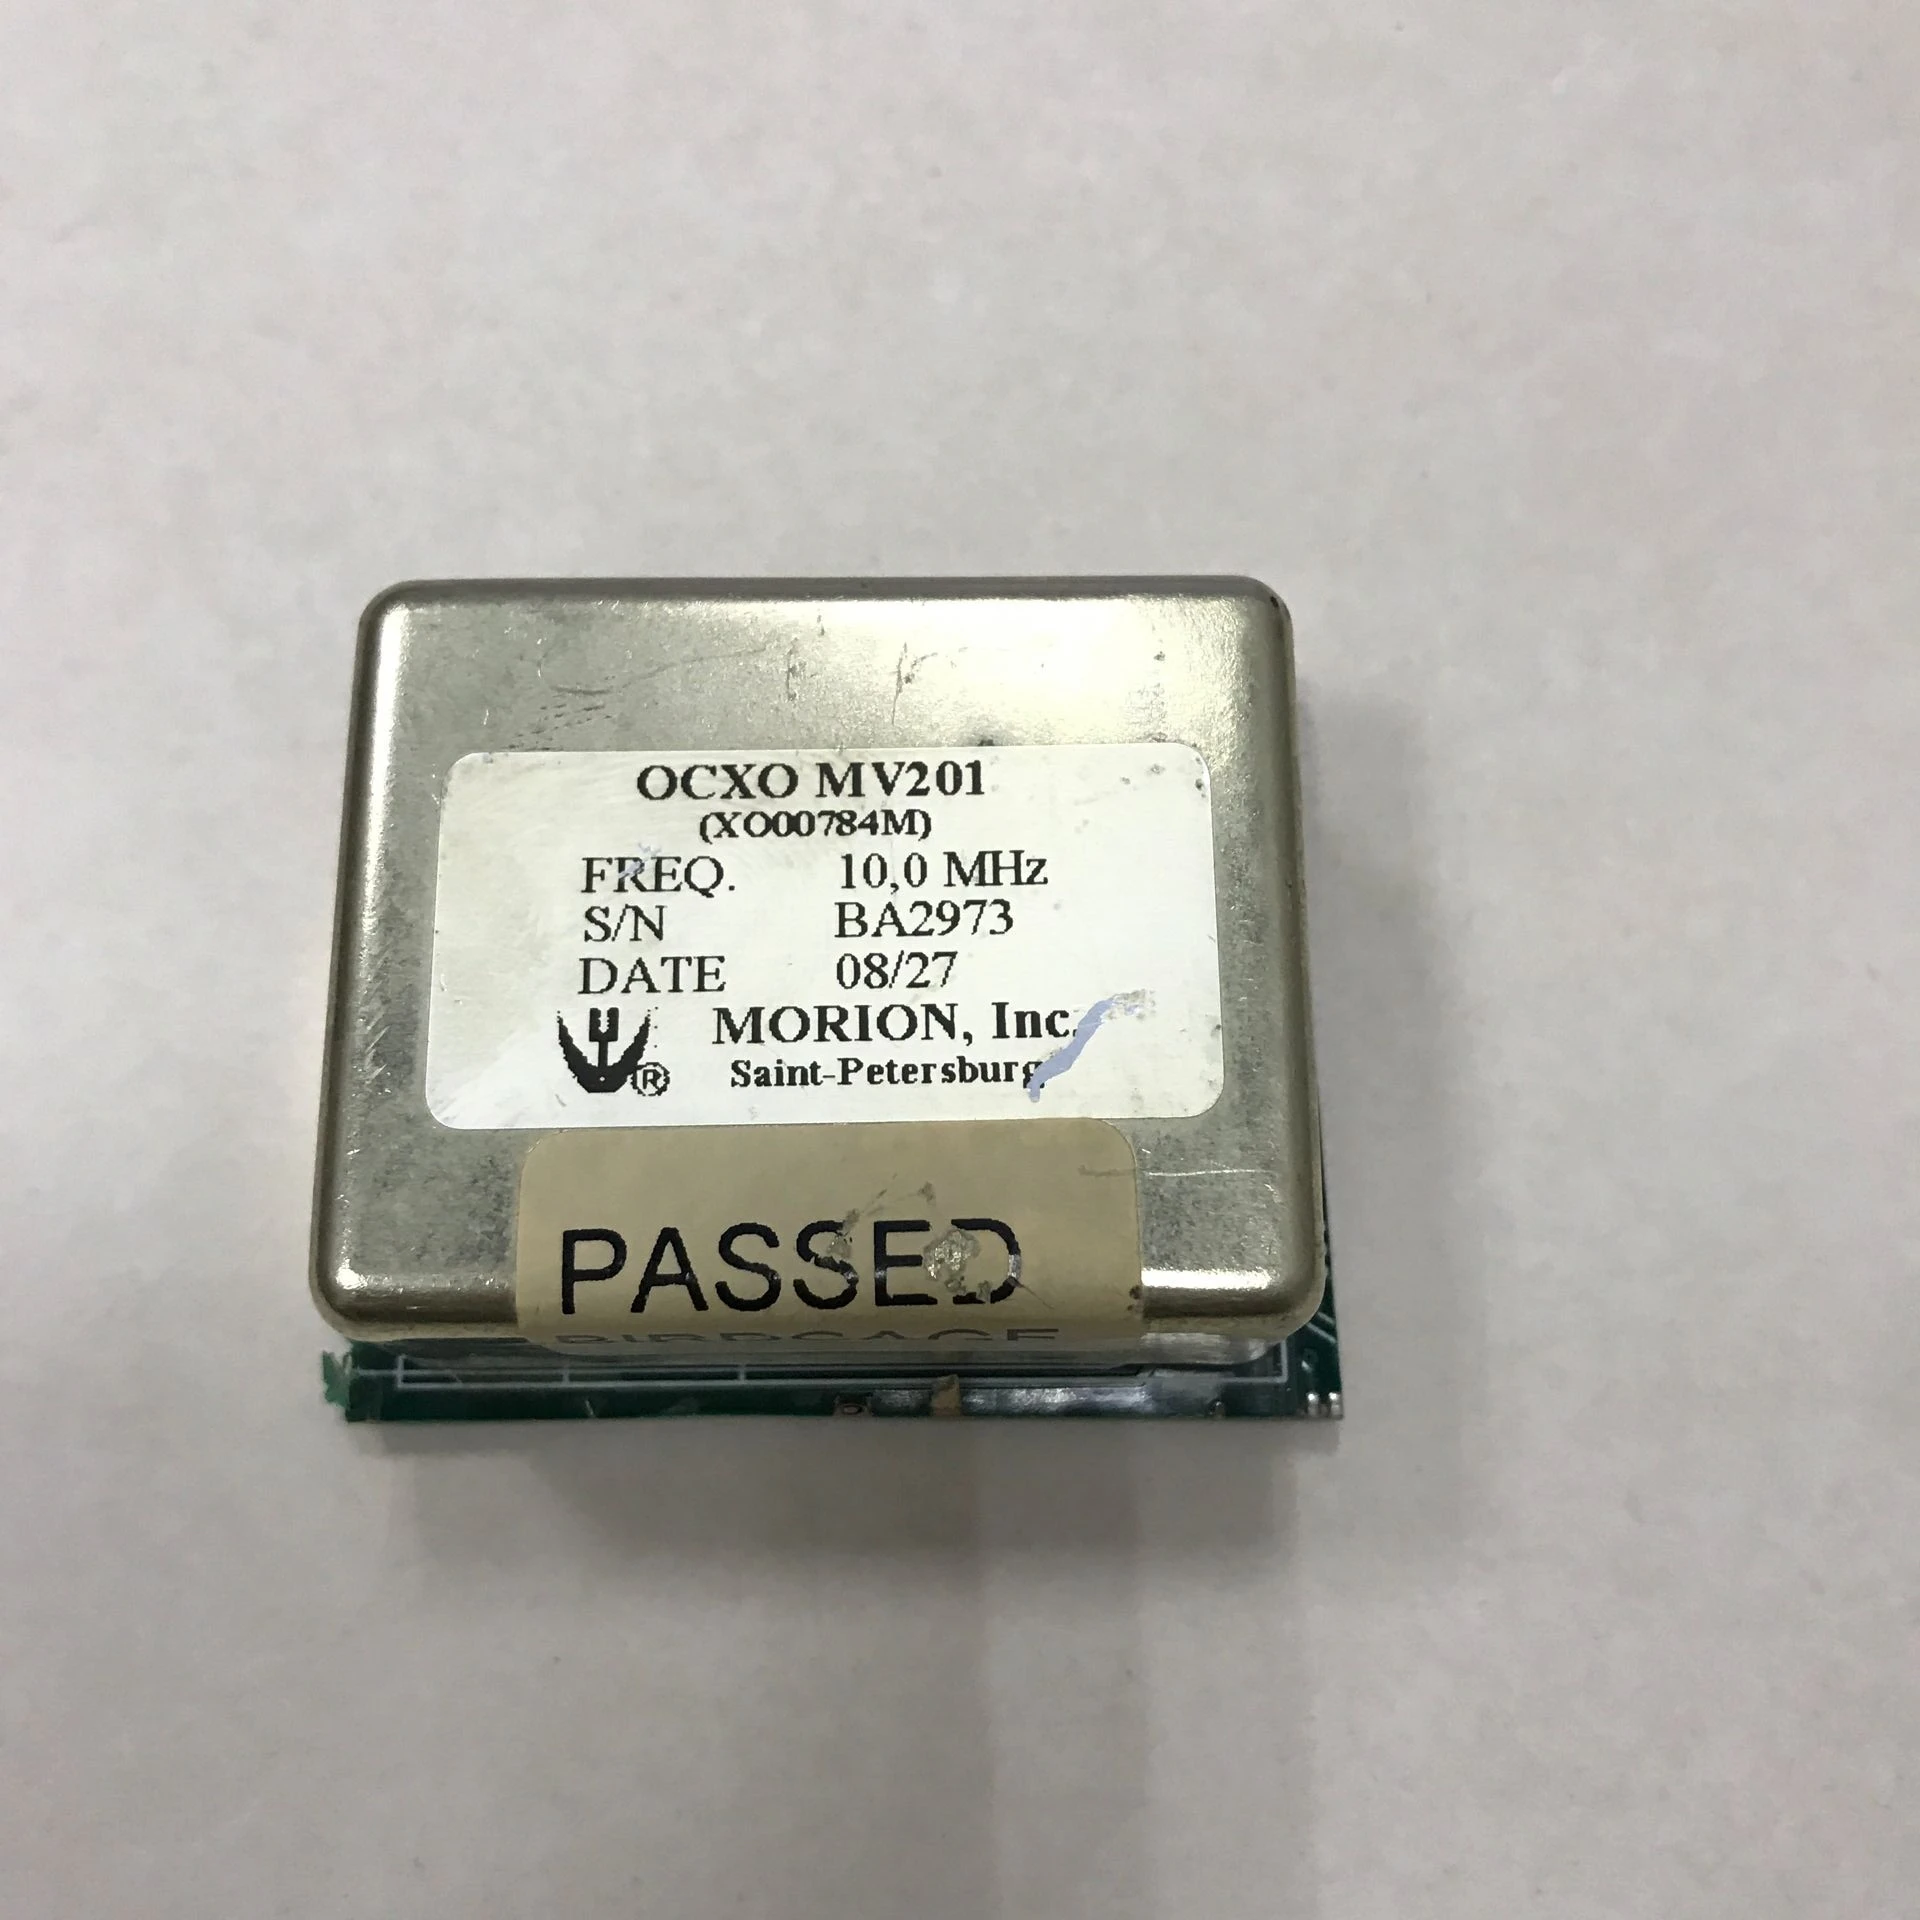 OCXO MV201
(XO00784M)
FREQ. 10,0 MHz
S/N BA2973
DATE 08/27
MORION, Inc.
®
Saint-Petersburg
PASSED